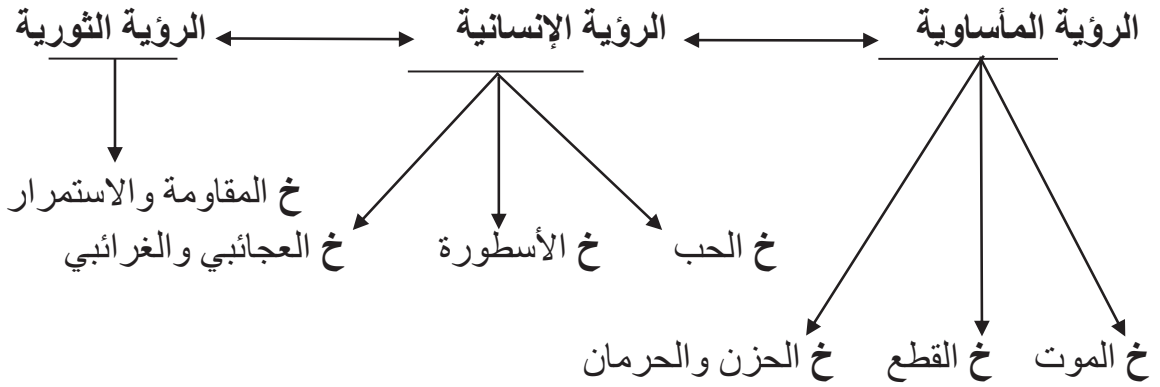 الرؤية المأساوية الرؤية الإنسانية الرؤية الثورية
خ المقاومة والاستمرار
خ الحب خ الأسطورة خ العجائبي والغرائبي
خ الموت خ القطع خ الحزن والحرمان